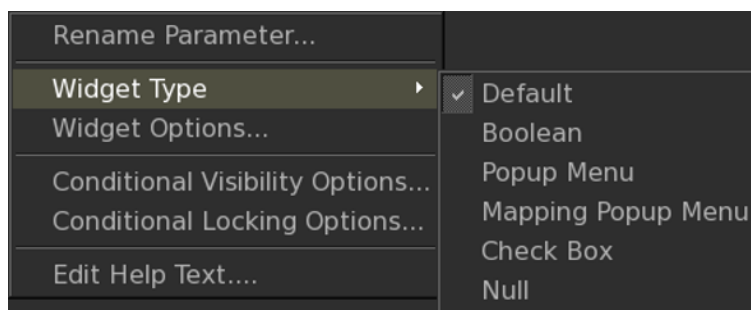 Rename Parameter...
Widget Type
Widget Options...
Conditional Visibility Options...
Conditional Locking Options...
Edit Help Text....
Default
Boolean
Popup Menu
Mapping Popup Menu
Check Box
Null